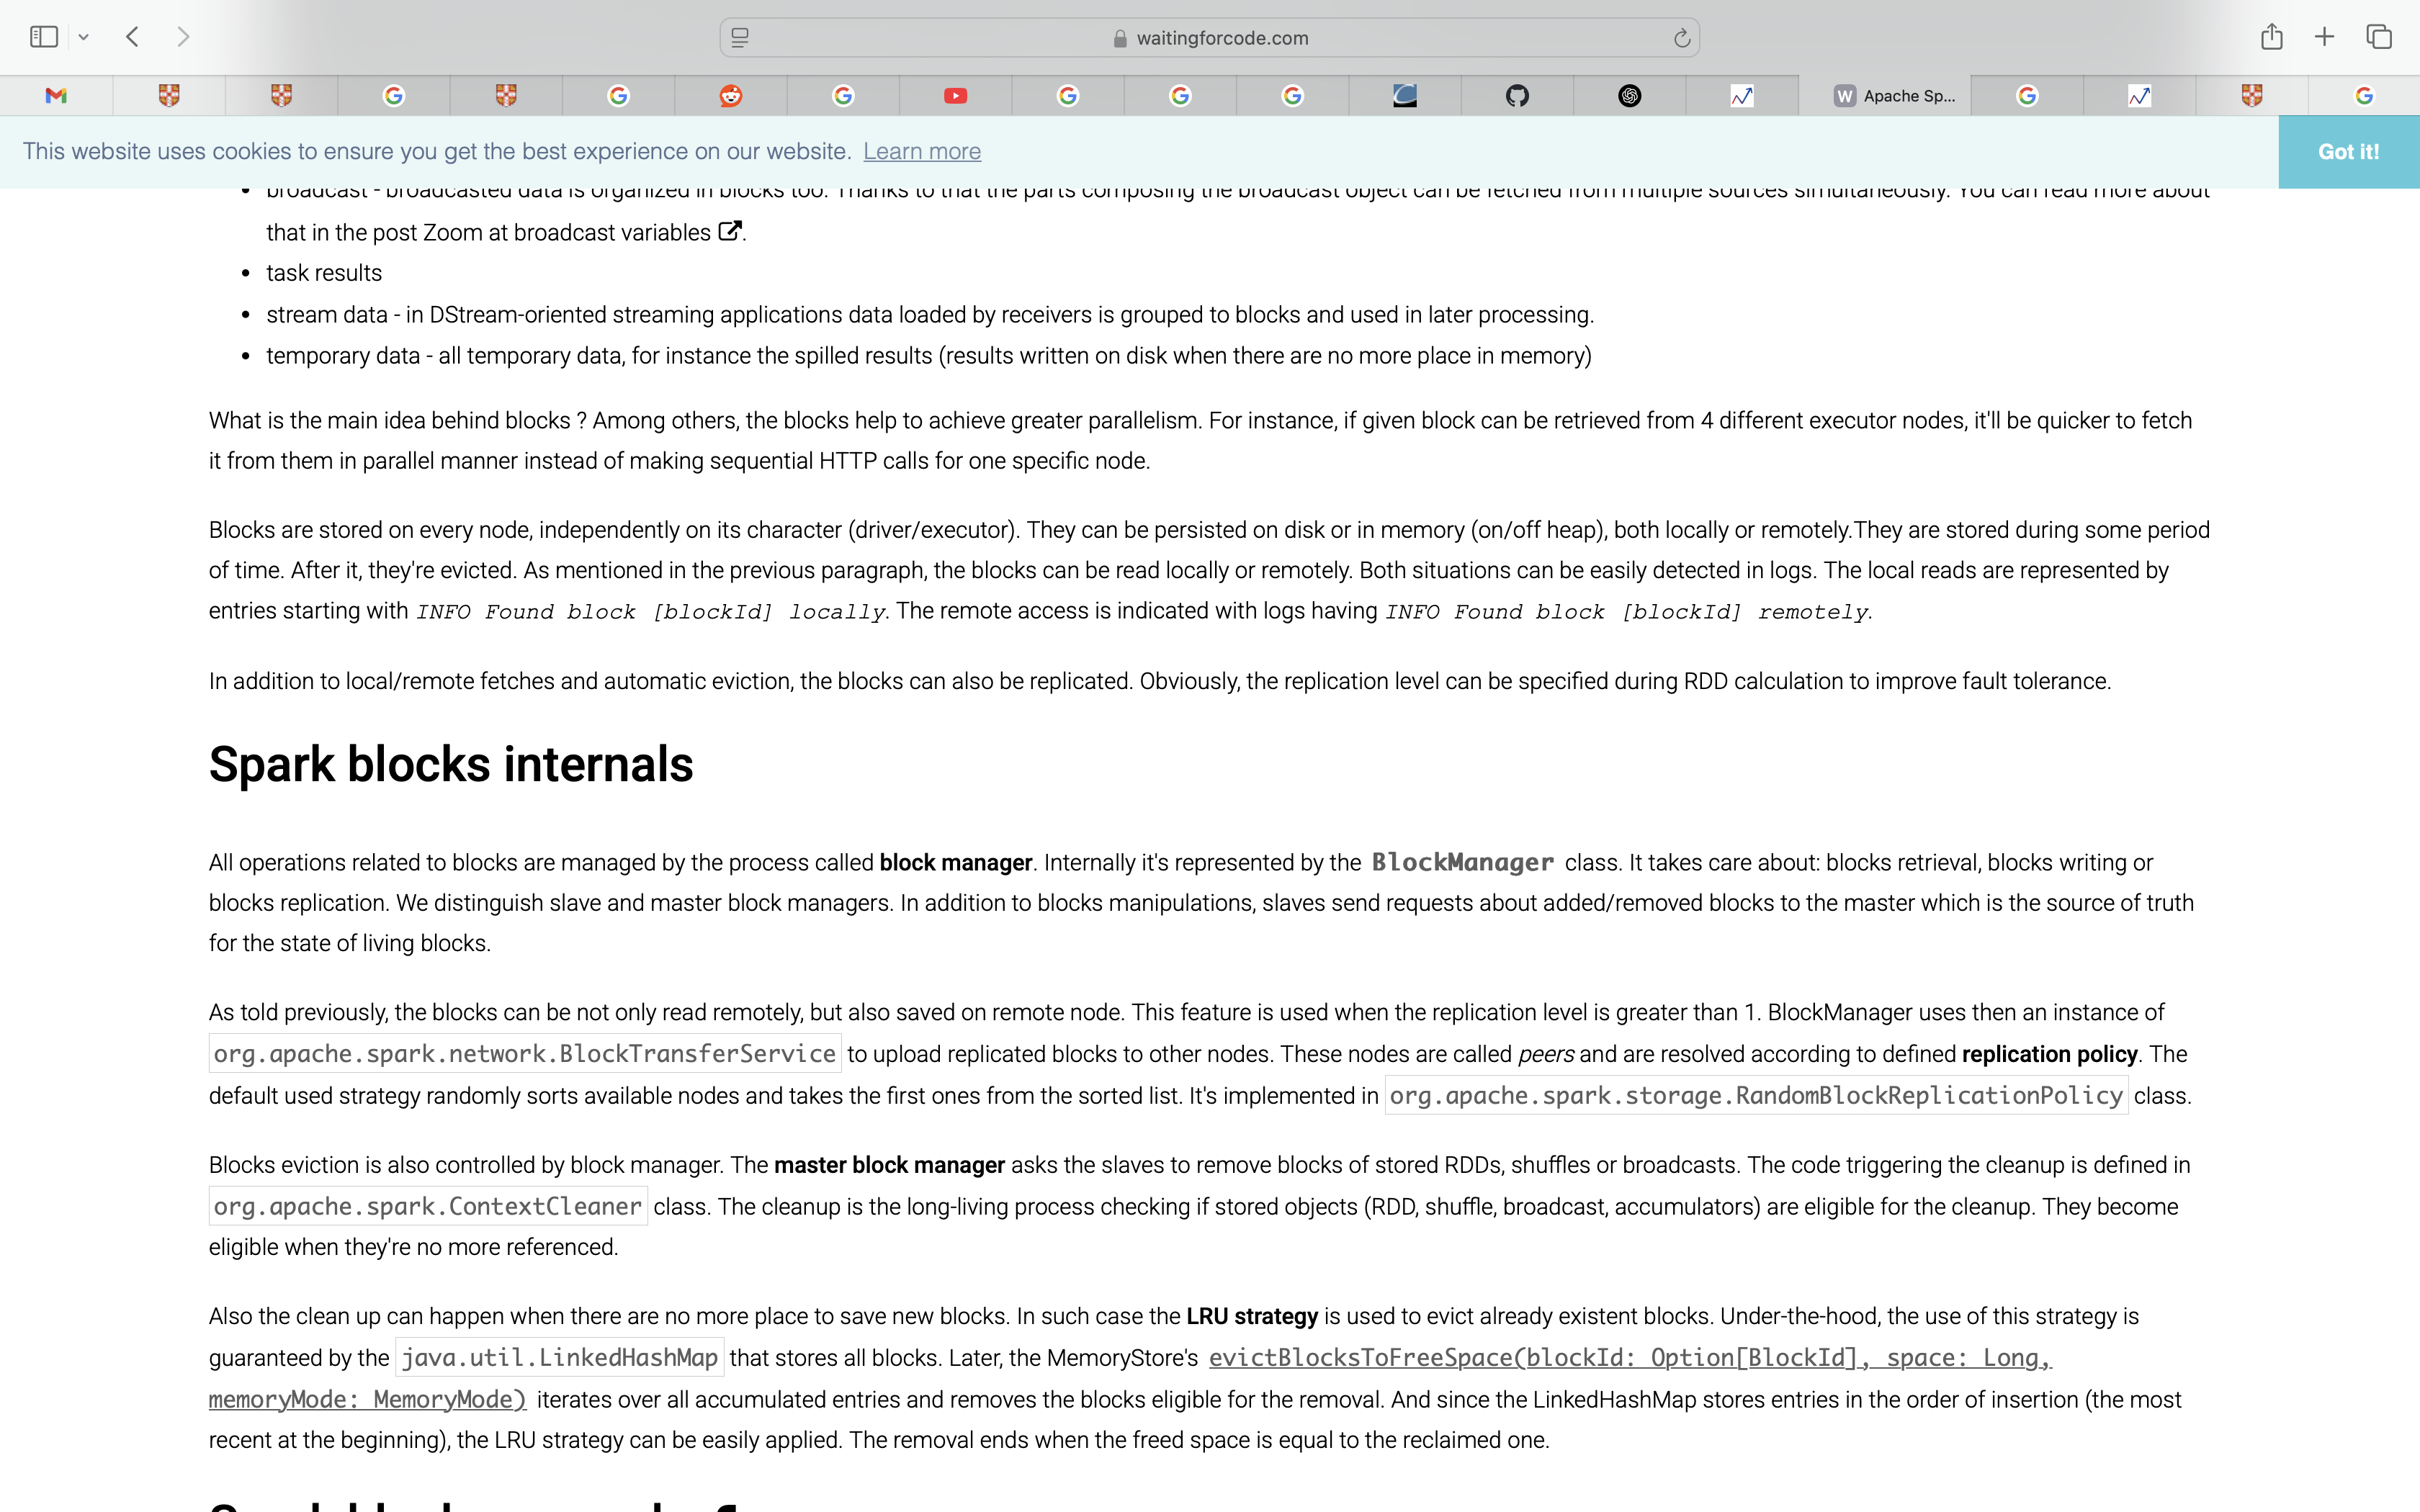 waitingforcode.com
W Apache Sp...
This website uses cookies to ensure you get the best experience on our website. Learn more
Got it!
broadcast - broadcasted data is organized in blocks too. Thanks to that the parts composing the broadcast object can be fetched from multiple sources simultaneously. You can read more about
that in the post Zoom at broadcast variables.
• task results
• stream data - in DStream-oriented streaming applications data loaded by receivers is grouped to blocks and used in later processing.
• temporary data - all temporary data, for instance the spilled results (results written on disk when there are no more place in memory)
What is the main idea behind blocks ? Among others, the blocks help to achieve greater parallelism. For instance, if given block can be retrieved from 4 different executor nodes, it'll be quicker to fetch
it from them in parallel manner instead of making sequential HTTP calls for one specific node.
Blocks are stored on every node, independently on its character (driver/executor). They can be persisted on disk or in memory (on/off heap), both locally or remotely.They are stored during some period
of time. After it, they're evicted. As mentioned in the previous paragraph, the blocks can be read locally or remotely. Both situations can be easily detected in logs. The local reads are represented by
entries starting with INFO Found block [blockId] locally. The remote access is indicated with logs having INFO Found block [blockId] remotely.
In addition to local/remote fetches and automatic eviction, the blocks can also be replicated. Obviously, the replication level can be specified during RDD calculation to improve fault tolerance.
Spark blocks internals
All operations related to blocks are managed by the process called block manager. Internally it's represented by the BlockManager class. It takes care about: blocks retrieval, blocks writing or
blocks replication. We distinguish slave and master block managers. In addition to blocks manipulations, slaves send requests about added/removed blocks to the master which is the source of truth
for the state of living blocks.
As told previously, the blocks can be not only read remotely, but also saved on remote node. This feature is used when the replication level is greater than 1. BlockManager uses then an instance of
org.apache.spark.network.BlockTransferService to upload replicated blocks to other nodes. These nodes are called peers and are resolved according to defined replication policy. The
default used strategy randomly sorts available nodes and takes the first ones from the sorted list. It's implemented in org.apache.spark.storage.RandomBlockReplicationPolicy class.
Blocks eviction is also controlled by block manager. The master block manager asks the slaves to remove blocks of stored RDDs, shuffles or broadcasts. The code triggering the cleanup is defined in
org.apache.spark.ContextCleaner class. The cleanup is the long-living process checking if stored objects (RDD, shuffle, broadcast, accumulators) are eligible for the cleanup. They become
eligible when they're no more referenced.
Also the clean up can happen when there are no more place to save new blocks. In such case the LRU strategy is used to evict already existent blocks. Under-the-hood, the use of this strategy is
guaranteed by the java.util.LinkedHashMap that stores all blocks. Later, the MemoryStore's evictBlocksToFreeSpace(blockId: Option[BlockId], space: Long,
memoryMode: MemoryMode) iterates over all accumulated entries and removes the blocks eligible for the removal. And since the LinkedHashMap stores entries in the order of insertion (the most
recent at the beginning), the LRU strategy can be easily applied. The removal ends when the freed space is equal to the reclaimed one.